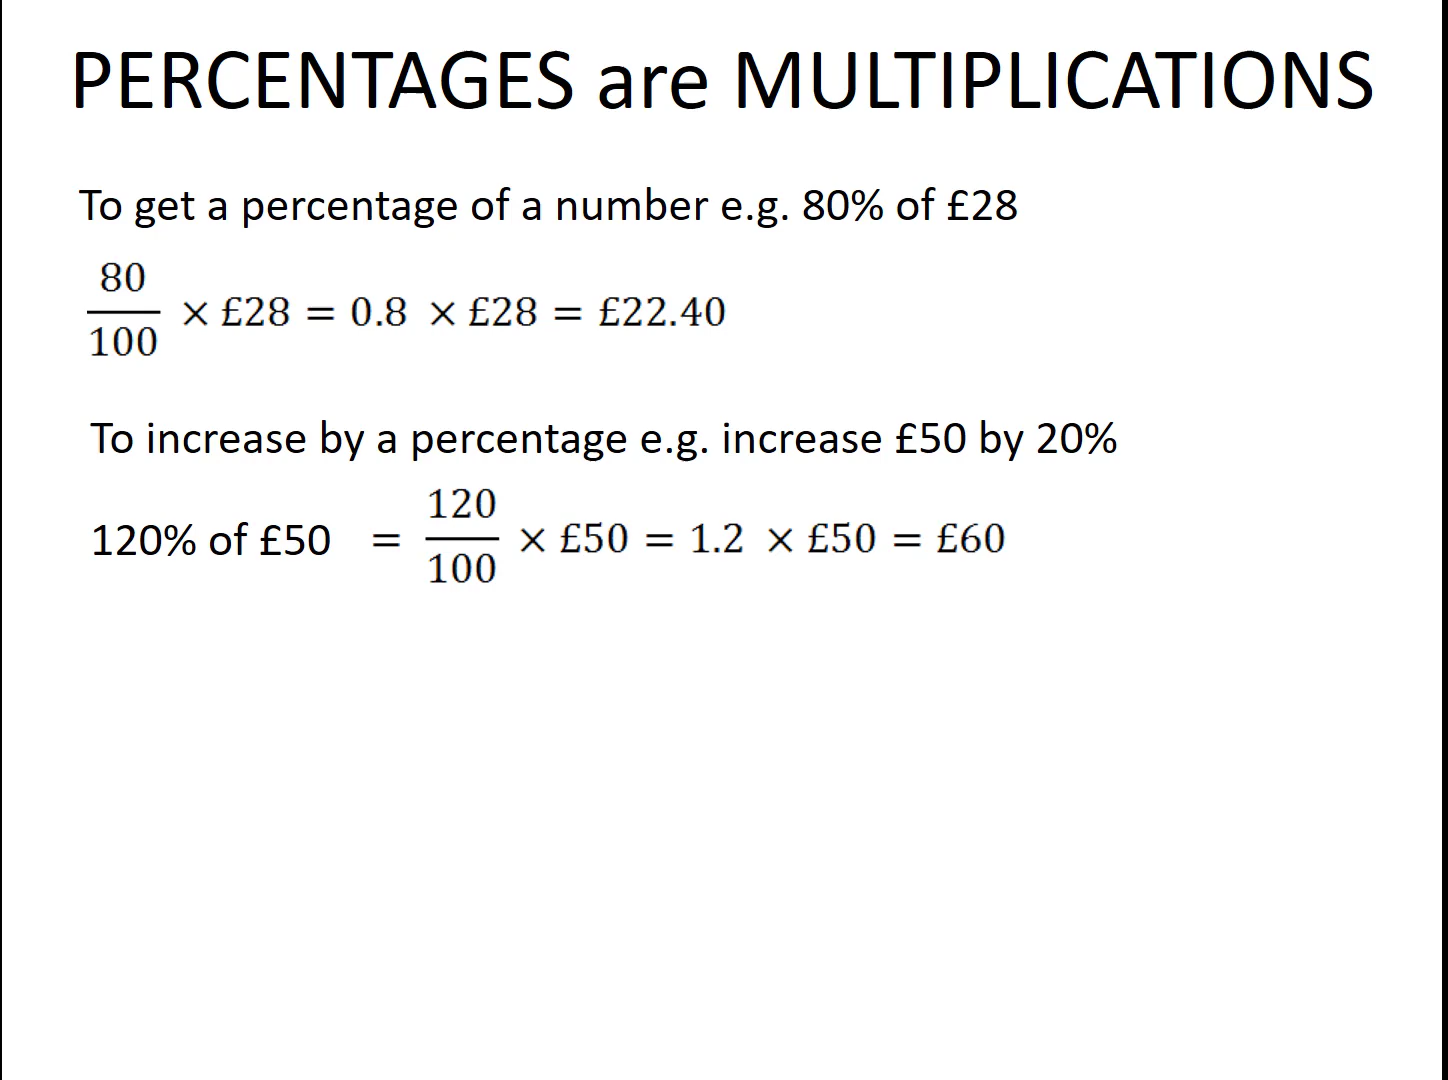 PERCENTAGES are MULTIPLICATIONS
To get a percentage of a number e.g. 80% of £28
80/100 × £28 = 0.8 × £28 = £22.40
To increase by a percentage e.g. increase £50 by 20%
120% of £50 = 120/100 × £50 = 1.2 × £50 = £60